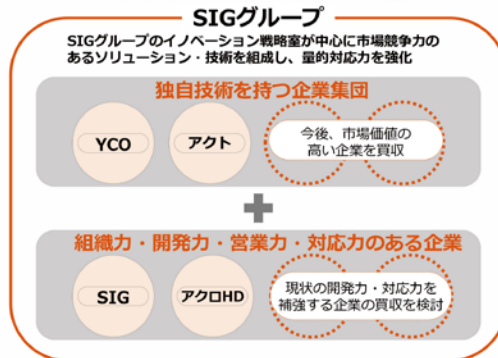 SIGグループ
SIGグループのイノベーション戦略室が中心に市場競争力の
あるソリューション・技術を組成し、量的対応力を強化
独自技術を持つ企業集団
YCO
アクト
今後、市場価値の
高い企業を買収
+
組織力・開発力・営業力・対応力のある企業
SIG
アクロHD
現状の開発力・対応力を
補強する企業の買収を検討